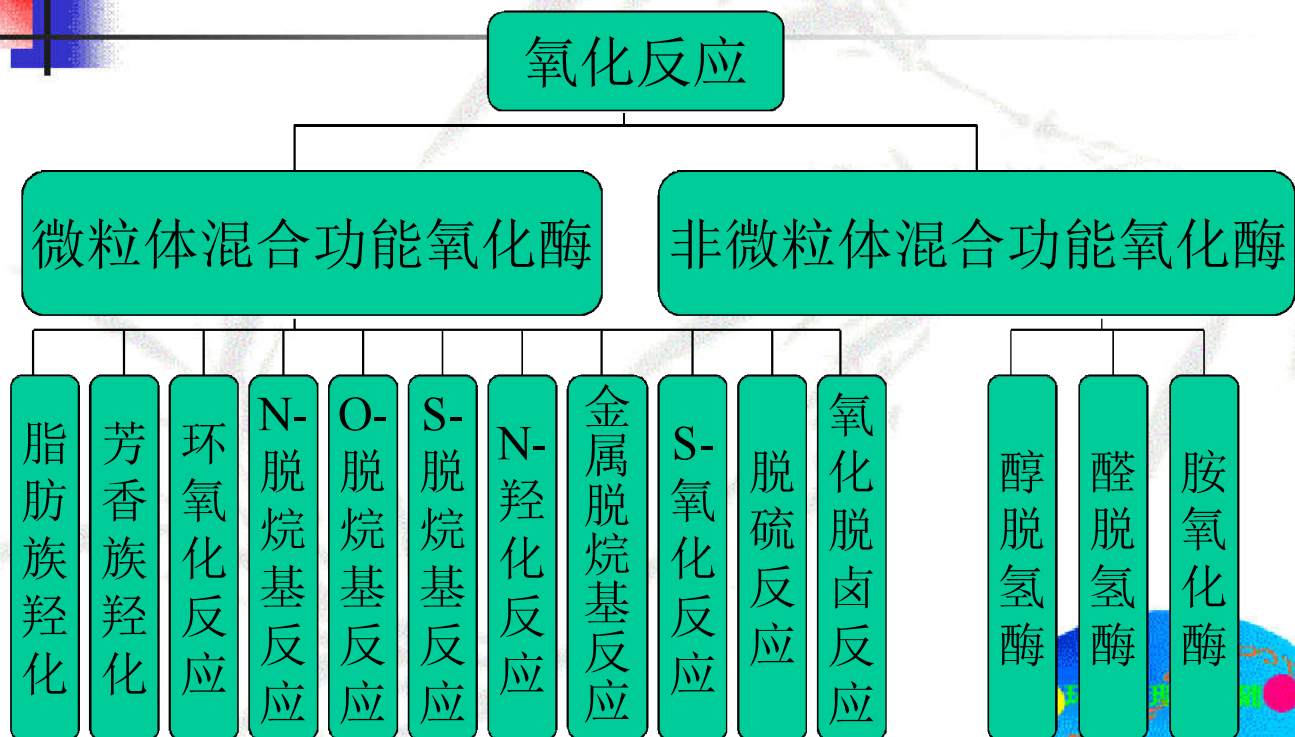 氧化反应
微粒体混合功能氧化酶
非微粒体混合功能氧化酶
脂肪族羟化
芳香族羟化
环氧化反应
N-脱烷基反应
O-脱烷基反应
S-脱烷基反应
N-羟化反应
金属脱烷基反应
S-氧化反应
脱硫反应
氧化脱卤反应
醇脱氢酶
醛脱氢酶
胺氧化酶